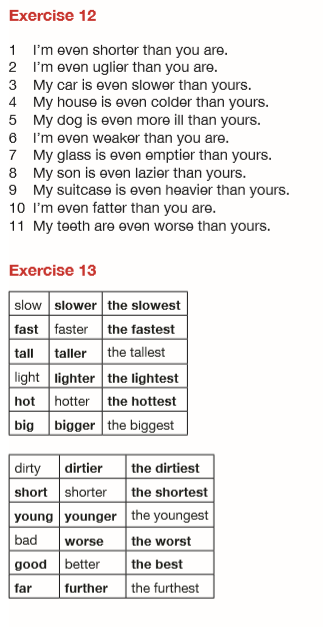 Exercise 12
1 I'm even shorter than you are.
2 I'm even uglier than you are.
3 My car is even slower than yours.
4 My house is even colder than yours.
5 My dog is even more ill than yours.
6 I'm even weaker than you are.
7 My glass is even emptier than yours.
8 My son is even lazier than yours.
9 My suitcase is even heavier than yours.
10 I'm even fatter than you are.
11 My teeth are even worse than yours.
Exercise 13
slow slower the slowest
fast faster the fastest
tall taller the tallest
light lighter the lightest
hot hotter the hottest
big bigger the biggest
dirty dirtier the dirtiest
short shorter the shortest
young younger the youngest
bad worse the worst
good better the best
far further the furthest